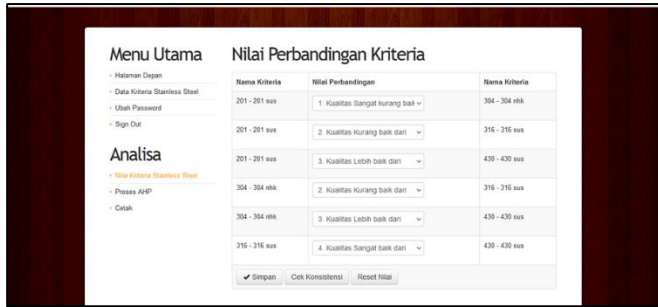 Menu Utama
Halaman Depan
Data Kriteria Stainless Steel
Ubah Password
Sign Out
Analisa
Nilai Kriteria Stainless Steel
Proses AHP
Cetak
Nilai Perbandingan Kriteria
Nama Kriteria Nilai Perbandingan Nama Kriteria
201 - 201 sus 1. Kualitas Sangat kurang baik 304 - 304 nhk
201 - 201 sus 2. Kualitas Kurang baik dari 316 - 316 sus
201 - 201 sus 3. Kualitas Lebih baik dari 430 - 430 sus
304 - 304 nhk 2. Kualitas Kurang baik dari 316 - 316 sus
304 - 304 nhk 3. Kualitas Lebih baik dari 430 - 430 sus
316 - 316 sus 4. Kualitas Sangat baik dari 430 - 430 sus
Simpan Cek Konsistensi Reset Nilai